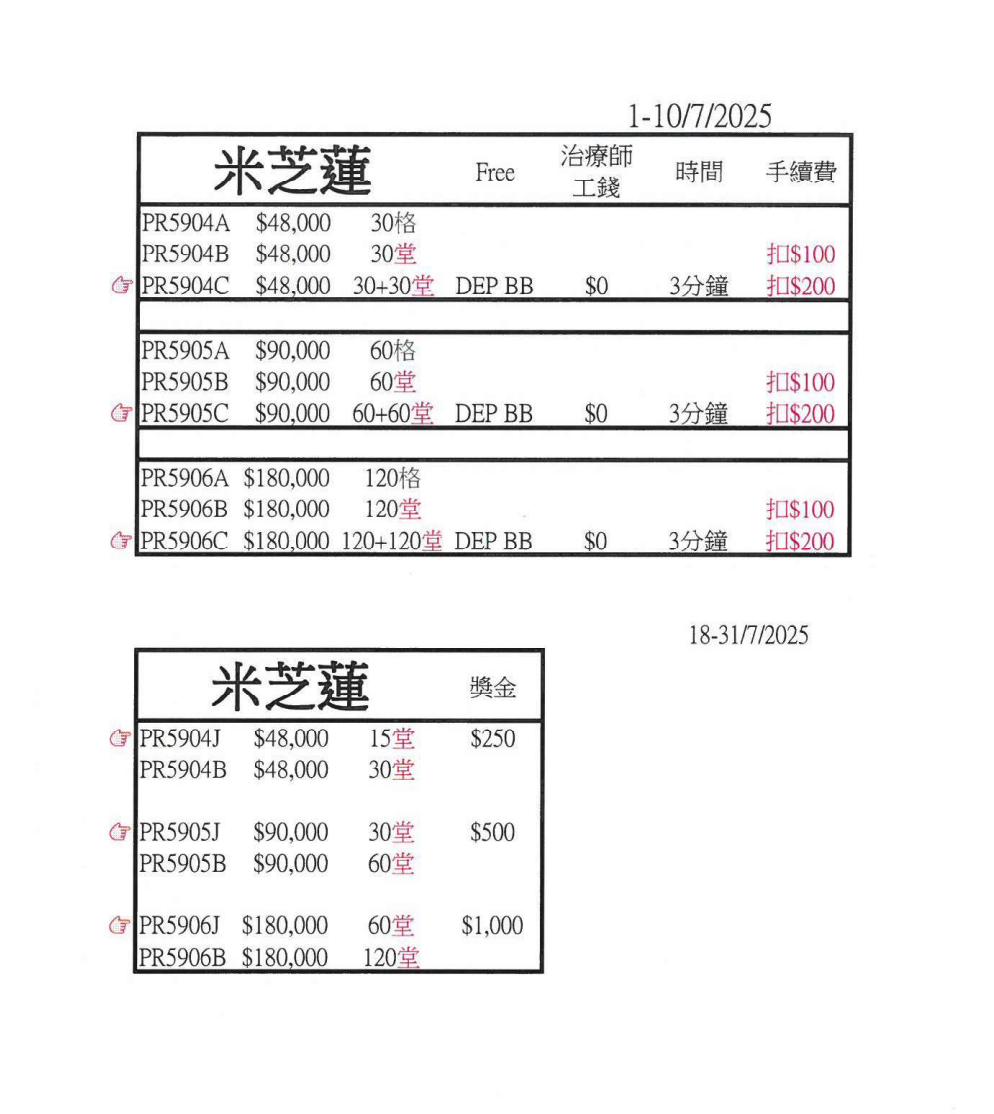 1-10/7/2025
米芝蓮 Free 治療師工錢 時間 手續費
PR5904A $48,000 30格
PR5904B $48,000 30堂 扣$100
PR5904C $48,000 30+30堂 DEP BB $0 3分鐘 扣$200
PR5905A $90,000 60格
PR5905B $90,000 60堂 扣$100
PR5905C $90,000 60+60堂 DEP BB $0 3分鐘 扣$200
PR5906A $180,000 120格
PR5906B $180,000 120堂 扣$100
PR5906C $180,000 120+120堂 DEP BB $0 3分鐘 扣$200
18-31/7/2025
米芝蓮 獎金
PR5904J $48,000 15堂 $250
PR5904B $48,000 30堂
PR5905J $90,000 30堂 $500
PR5905B $90,000 60堂
PR5906J $180,000 60堂 $1,000
PR5906B $180,000 120堂